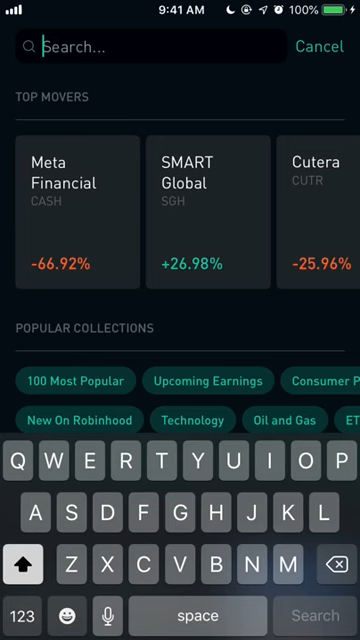 9:41 AM 100%
Search... Cancel
TOP MOVERS
Meta Financial
CASH
-66.92%
SMART Global
SGH
+26.98%
Cutera
CUTR
-25.96%
POPULAR COLLECTIONS
100 Most Popular Upcoming Earnings Consumer P
New On Robinhood Technology Oil and Gas ET
Q W E R T Y U I O P
A S D F G H J K L
Z X C V B N M
123 space Search